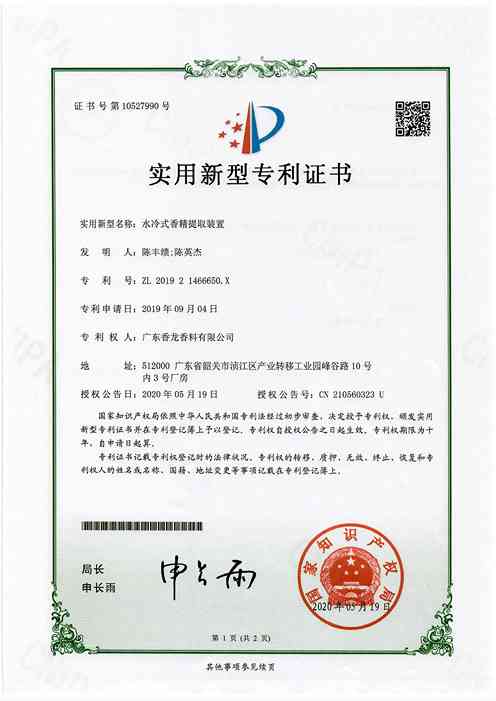 证书号第10527990号
实用新型专利证书
实用新型名称：水冷式香精提取装置
发明人：陈丰绩;陈英杰
专利号：ZL 2019 2 1466650.X
专利申请日：2019年09月04日
专利权人：广东香龙香料有限公司
地址：512000 广东省韶关市浈江区产业转移工业园峰谷路10号
内3号厂房
授权公告日：2020年05月19日 授权公告号：CN 210560323 U
国家知识产权局依照中华人民共和国专利法经过初步审查，决定授予专利权，颁发实用
新型专利证书并在专利登记簿上予以登记。专利权自授权公告之日起生效。专利权期限为十
年，自申请日起算。
专利证书记载专利权登记时的法律状况。专利权的转移、质押、无效、终止、恢复和专
利权人的姓名或名称、国籍、地址变更等事项记载在专利登记簿上。
局长
申长雨
申长雨
国家知识产权局
2020年05月19日
第1页(共2页)
其他事项参见续页